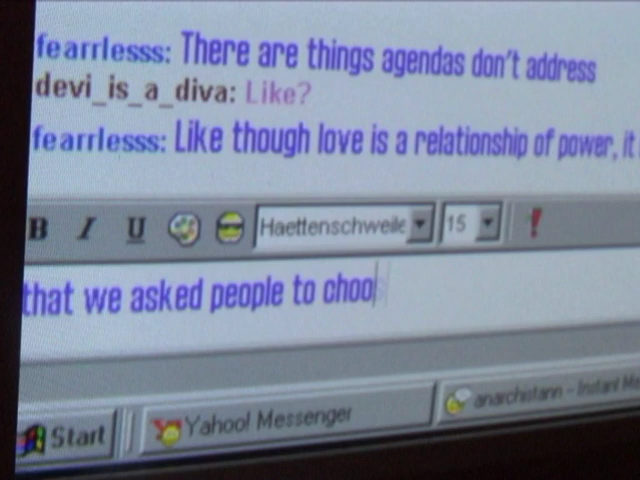 fearrlesss: There are things agendas don't address
devi_is_a_diva: Like?
fearrlesss: Like though love is a relationship of power, it
B I U Haettenschweile 15 !
that we asked people to choo
Start Yahoo! Messenger anarchistann - Instant Me